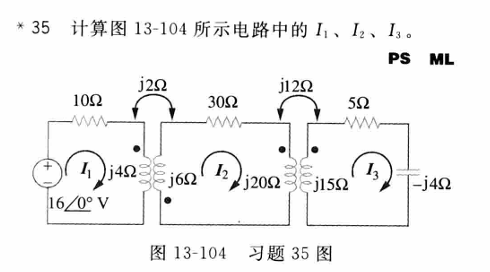 * 35 计算图 13-104 所示电路中的 I₁、I₂、I₃。
PS ML
j2Ω j12Ω
10Ω 30Ω 5Ω
I₁ j4Ω j6Ω I₂ j20Ω j15Ω I₃ -j4Ω
+
−
16∠0° V
图 13-104 习题 35 图